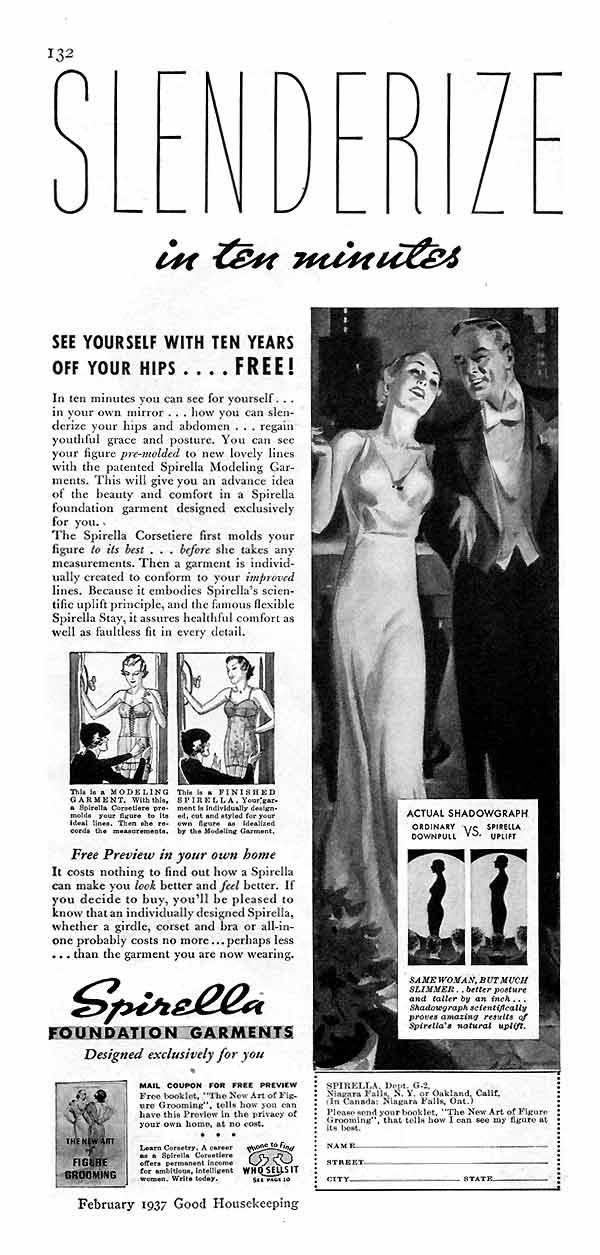 132
SLENDERIZE
in ten minutes
SEE YOURSELF WITH TEN YEARS
OFF YOUR HIPS . . . . FREE!
In ten minutes you can see for yourself . . .
in your own mirror . . . how you can slen-
derize your hips and abdomen . . . regain
youthful grace and posture. You can see
your figure pre-molded to new lovely lines
with the patented Spirella Modeling Gar-
ments. This will give you an advance idea
of the beauty and comfort in a Spirella
foundation garment designed exclusively
for you.
The Spirella Corsetiere first molds your
figure to its best . . . before she takes any
measurements. Then a garment is individ-
ually created to conform to your improved
lines. Because it embodies Spirella's scien-
tific uplift principle, and the famous flexible
Spirella Stay, it assures healthful comfort as
well as faultless fit in every detail.
This is a MODELING
GARMENT. With this,
a Spirella Corsetiere pre-
molds your figure to its
ideal lines. Then she re-
cords the measurements.
This is a FINISHED
SPIRELLA. Your gar-
ment is individually design-
ed, cut and styled for your
own figure as idealized
by the Modeling Garment.
Free Preview in your own home
It costs nothing to find out how a Spirella
can make you look better and feel better. If
you decide to buy, you'll be pleased to
know that an individually designed Spirella,
whether a girdle, corset and bra or all-in-
one probably costs no more . . . perhaps less
. . . than the garment you are now wearing.
Spirella
FOUNDATION GARMENTS
Designed exclusively for you
THE NEW ART
OF
FIGURE
GROOMING
MAIL COUPON FOR FREE PREVIEW
Free booklet, "The New Art of Fig-
ure Grooming", tells how you can
have this Preview in the privacy of
your own home, at no cost.
Learn Corsetry. A career
as a Spirella Corsetiere
offers permanent income
for ambitious, intelligent
women. Write today.
Phone to Find
WHO SELLS IT
SEE PAGE 10
ACTUAL SHADOWGRAPH
ORDINARY DOWNPULL VS. SPIRELLA UPLIFT
SAME WOMAN, BUT MUCH
SLIMMER . . better posture
and taller by an inch . . .
Shadowgraph scientifically
proves amazing results of
Spirella's natural uplift.
SPIRELLA, Dept. G-2,
Niagara Falls, N. Y. or Oakland, Calif.
(In Canada: Niagara Falls, Ont.)
Please send your booklet, "The New Art of Figure
Grooming", that tells how I can see my figure at
its best.
NAME
STREET
CITY STATE
February 1937 Good Housekeeping